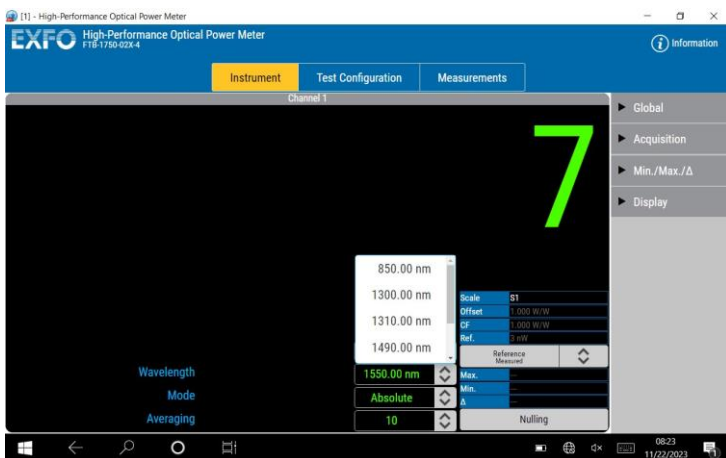 [1] - High-Performance Optical Power Meter
EXFO High-Performance Optical Power Meter
FTB-1750-02X-4
Information
Instrument Test Configuration Measurements
Channel 1
Global
Acquisition
Min./Max./Δ
Display
7
850.00 nm
1300.00 nm
1310.00 nm
1490.00 nm
Scale S1
Offset 1.000 W/W
CF 1.000 W/W
Ref. 3 nW
Reference
Measured
Wavelength 1550.00 nm
Mode Absolute
Averaging 10
Max. --
Min. --
Δ --
Nulling
08:23
11/22/2023